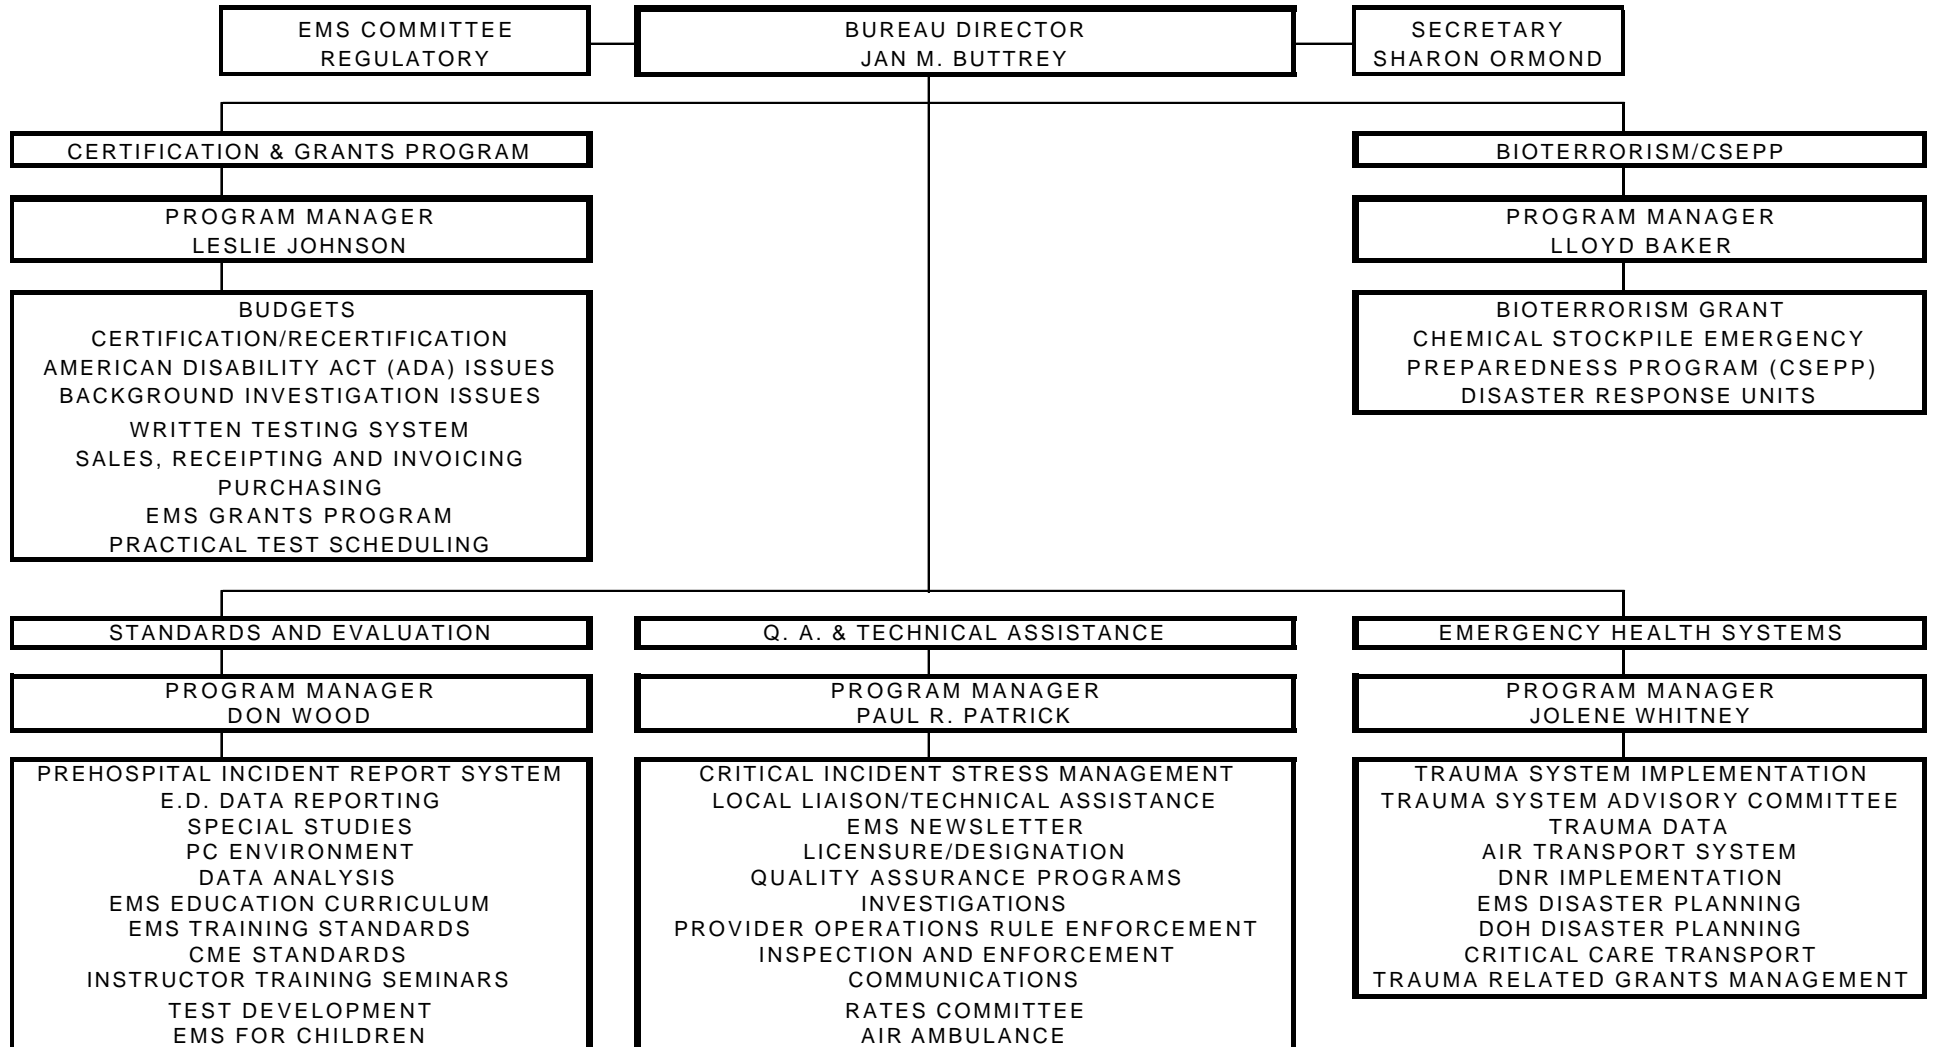 EMS COMMITTEE
REGULATORY
BUREAU DIRECTOR
JAN M. BUTTREY
SECRETARY
SHARON ORMOND
CERTIFICATION & GRANTS PROGRAM
PROGRAM MANAGER
LESLIE JOHNSON
BUDGETS
CERTIFICATION/RECERTIFICATION
AMERICAN DISABILITY ACT (ADA) ISSUES
BACKGROUND INVESTIGATION ISSUES
WRITTEN TESTING SYSTEM
SALES, RECEIPTING AND INVOICING
PURCHASING
EMS GRANTS PROGRAM
PRACTICAL TEST SCHEDULING
BIOTERRORISM/CSEPP
PROGRAM MANAGER
LLOYD BAKER
BIOTERRORISM GRANT
CHEMICAL STOCKPILE EMERGENCY
PREPAREDNESS PROGRAM (CSEPP)
DISASTER RESPONSE UNITS
STANDARDS AND EVALUATION
PROGRAM MANAGER
DON WOOD
PREHOSPITAL INCIDENT REPORT SYSTEM
E.D. DATA REPORTING
SPECIAL STUDIES
PC ENVIRONMENT
DATA ANALYSIS
EMS EDUCATION CURRICULUM
EMS TRAINING STANDARDS
CME STANDARDS
INSTRUCTOR TRAINING SEMINARS
TEST DEVELOPMENT
EMS FOR CHILDREN
Q. A. & TECHNICAL ASSISTANCE
PROGRAM MANAGER
PAUL R. PATRICK
CRITICAL INCIDENT STRESS MANAGEMENT
LOCAL LIAISON/TECHNICAL ASSISTANCE
EMS NEWSLETTER
LICENSURE/DESIGNATION
QUALITY ASSURANCE PROGRAMS
INVESTIGATIONS
PROVIDER OPERATIONS RULE ENFORCEMENT
INSPECTION AND ENFORCEMENT
COMMUNICATIONS
RATES COMMITTEE
AIR AMBULANCE
EMERGENCY HEALTH SYSTEMS
PROGRAM MANAGER
JOLENE WHITNEY
TRAUMA SYSTEM IMPLEMENTATION
TRAUMA SYSTEM ADVISORY COMMITTEE
TRAUMA DATA
AIR TRANSPORT SYSTEM
DNR IMPLEMENTATION
EMS DISASTER PLANNING
DOH DISASTER PLANNING
CRITICAL CARE TRANSPORT
TRAUMA RELATED GRANTS MANAGEMENT